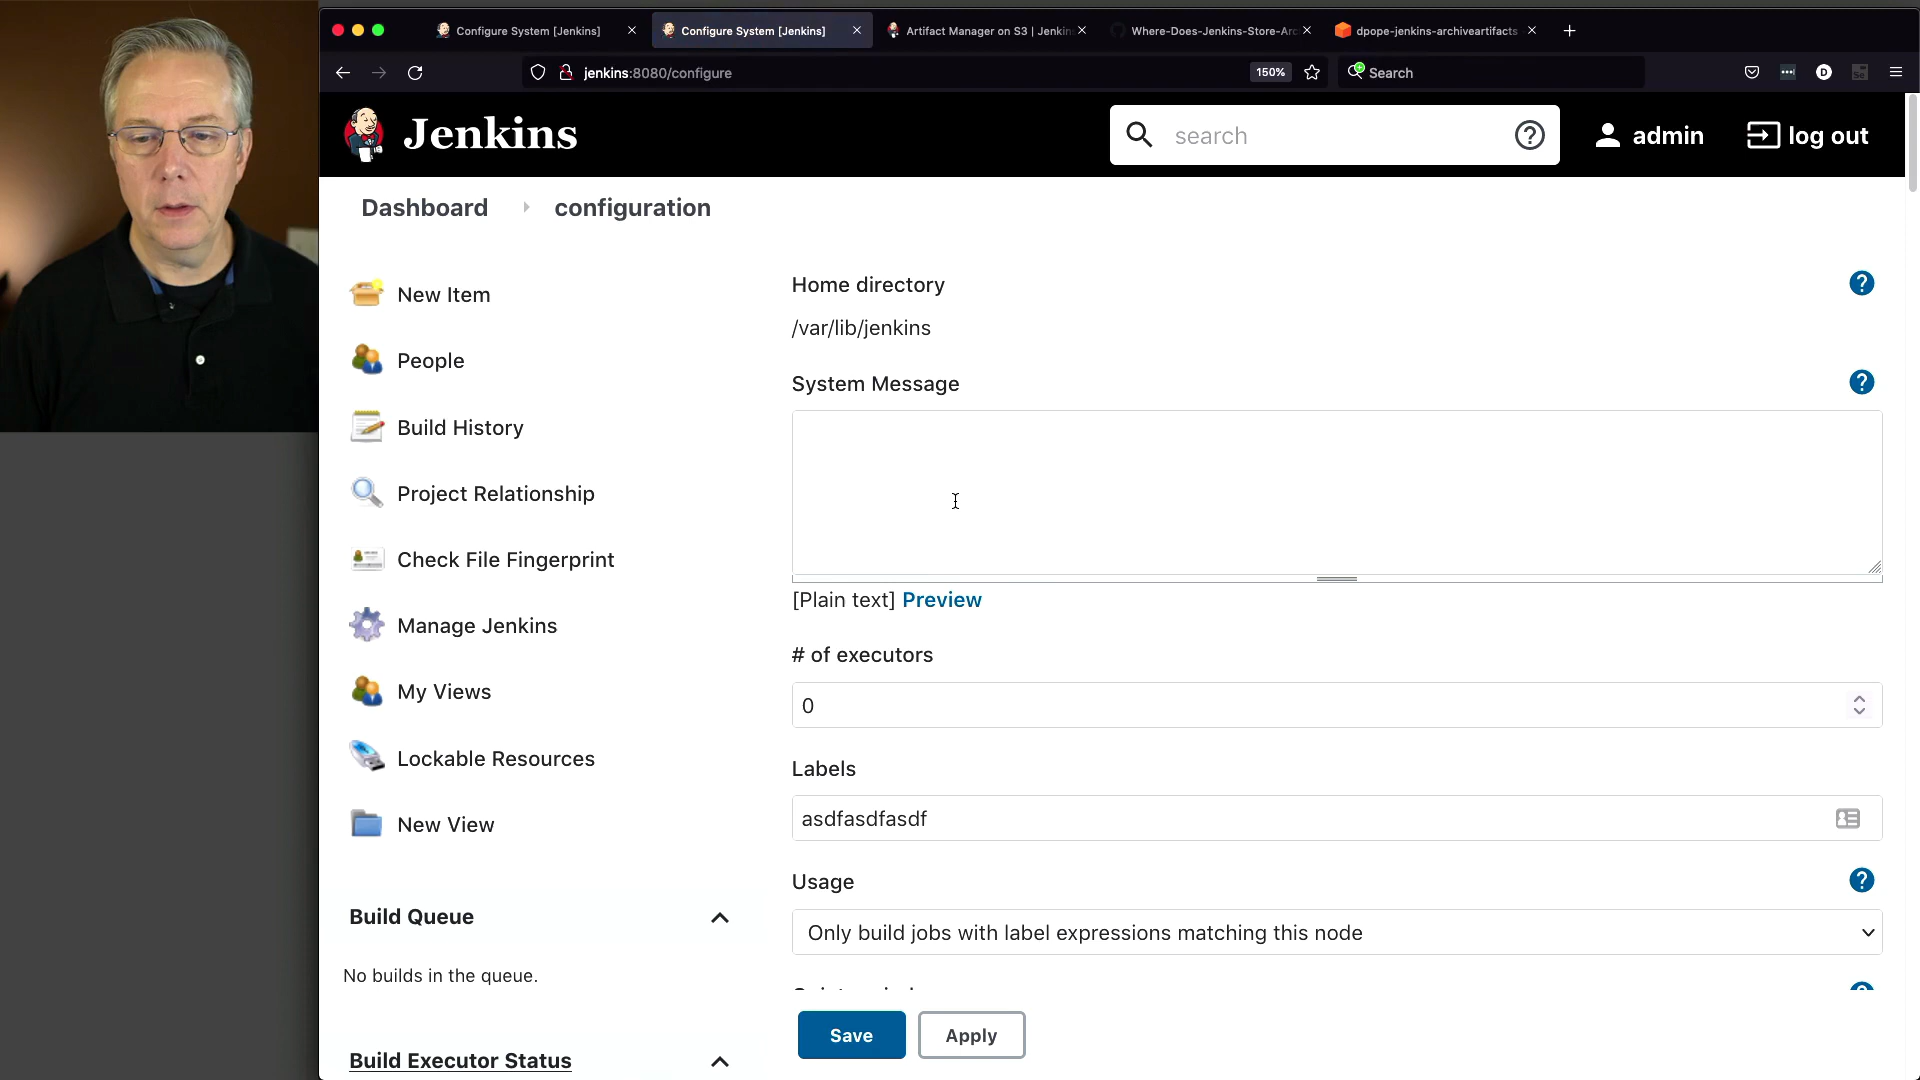 Configure System [Jenkins]
Configure System [Jenkins]
Artifact Manager on S3 | Jenkins
Where-Does-Jenkins-Store-Arc
dpope-jenkins-archiveartifacts
jenkins:8080/configure
150%
Search
Jenkins
search
admin
log out
Dashboard
configuration
New Item
People
Build History
Project Relationship
Check File Fingerprint
Manage Jenkins
My Views
Lockable Resources
New View
Build Queue
No builds in the queue.
Build Executor Status
Home directory
/var/lib/jenkins
System Message
[Plain text] Preview
# of executors
0
Labels
asdfasdfasdf
Usage
Only build jobs with label expressions matching this node
Save
Apply